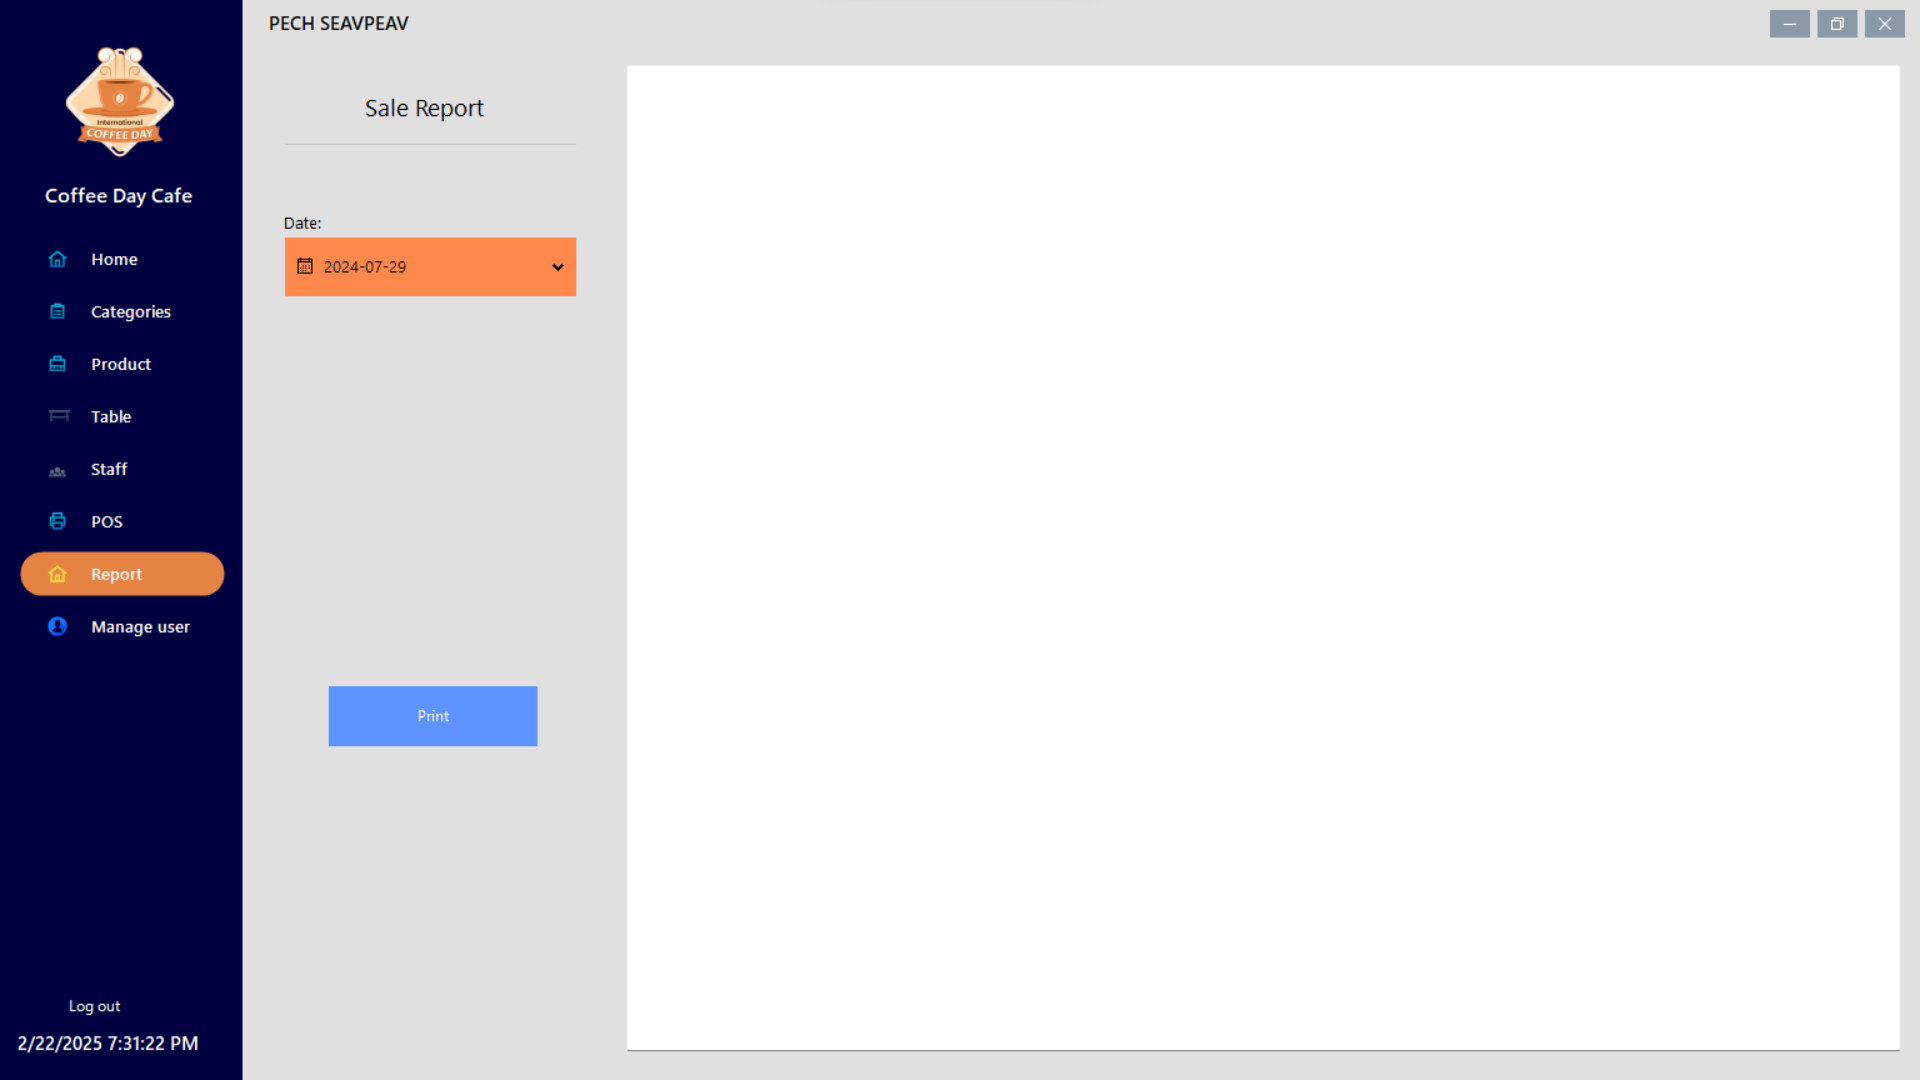 PECH SEAVPEAV
International
COFFEE DAY
Coffee Day Cafe
Home
Categories
Product
Table
Staff
POS
Report
Manage user
Log out
2/22/2025 7:31:22 PM
Sale Report
Date:
2024-07-29
Print